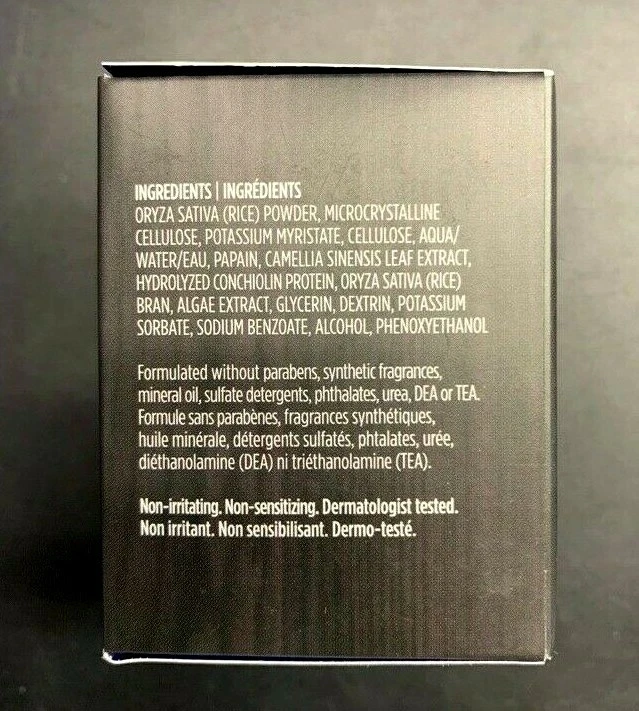 INGREDIENTS | INGRÉDIENTS
ORYZA SATIVA (RICE) POWDER, MICROCRYSTALLINE
CELLULOSE, POTASSIUM MYRISTATE, CELLULOSE, AQUA/
WATER/EAU, PAPAIN, CAMELLIA SINENSIS LEAF EXTRACT,
HYDROLYZED CONCHIOLIN PROTEIN, ORYZA SATIVA (RICE)
BRAN, ALGAE EXTRACT, GLYCERIN, DEXTRIN, POTASSIUM
SORBATE, SODIUM BENZOATE, ALCOHOL, PHENOXYETHANOL
Formulated without parabens, synthetic fragrances,
mineral oil, sulfate detergents, phthalates, urea, DEA or TEA.
Formule sans parabènes, fragrances synthétiques,
huile minérale, détergents sulfatés, phtalates, urée,
diéthanolamine (DEA) ni triéthanolamine (TEA).
Non-irritating. Non-sensitizing. Dermatologist tested.
Non irritant. Non sensibilisant. Dermo-testé.